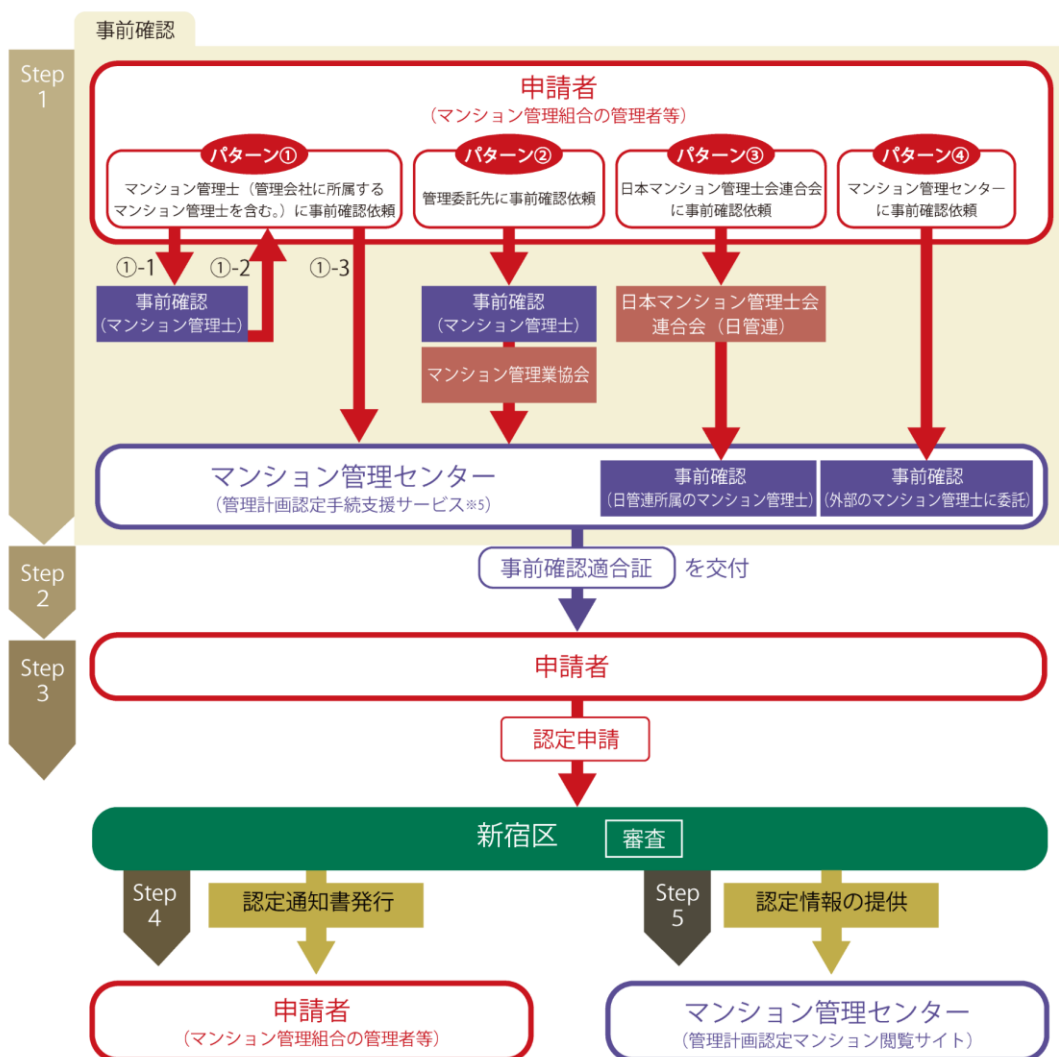 事前確認
Step
1
申請者
（マンション管理組合の管理者等）
パターン①
マンション管理士（管理会社に所属する
マンション管理士を含む。）に事前確認依頼
パターン②
管理委託先に事前確認依頼
パターン③
日本マンション管理士会連合会
に事前確認依頼
パターン④
マンション管理センター
に事前確認依頼
①-1
①-2
①-3
事前確認
（マンション管理士）
事前確認
（マンション管理士）
マンション管理業協会
日本マンション管理士会
連合会（日管連）
マンション管理センター
（管理計画認定手続支援サービス※5）
事前確認
（日管連所属のマンション管理士）
事前確認
（外部のマンション管理士に委託）
Step
2
事前確認適合証 を交付
Step
3
申請者
認定申請
新宿区 審査
Step
4
認定通知書発行
Step
5
認定情報の提供
申請者
（マンション管理組合の管理者等）
マンション管理センター
（管理計画認定マンション閲覧サイト）